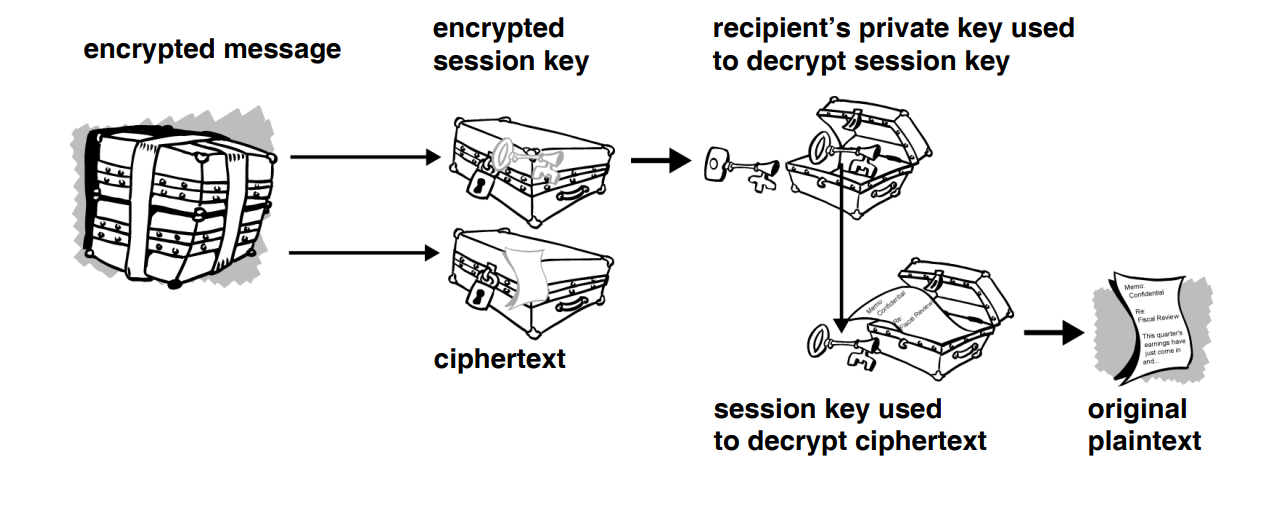 encrypted message
encrypted
session key
recipient's private key used
to decrypt session key
ciphertext
Memo:
Confidential
Re:
Fiscal Review
session key used
to decrypt ciphertext
Memo:
Confidential
Re:
Fiscal Review
This quarter's
earnings have
just come in
and...
original
plaintext